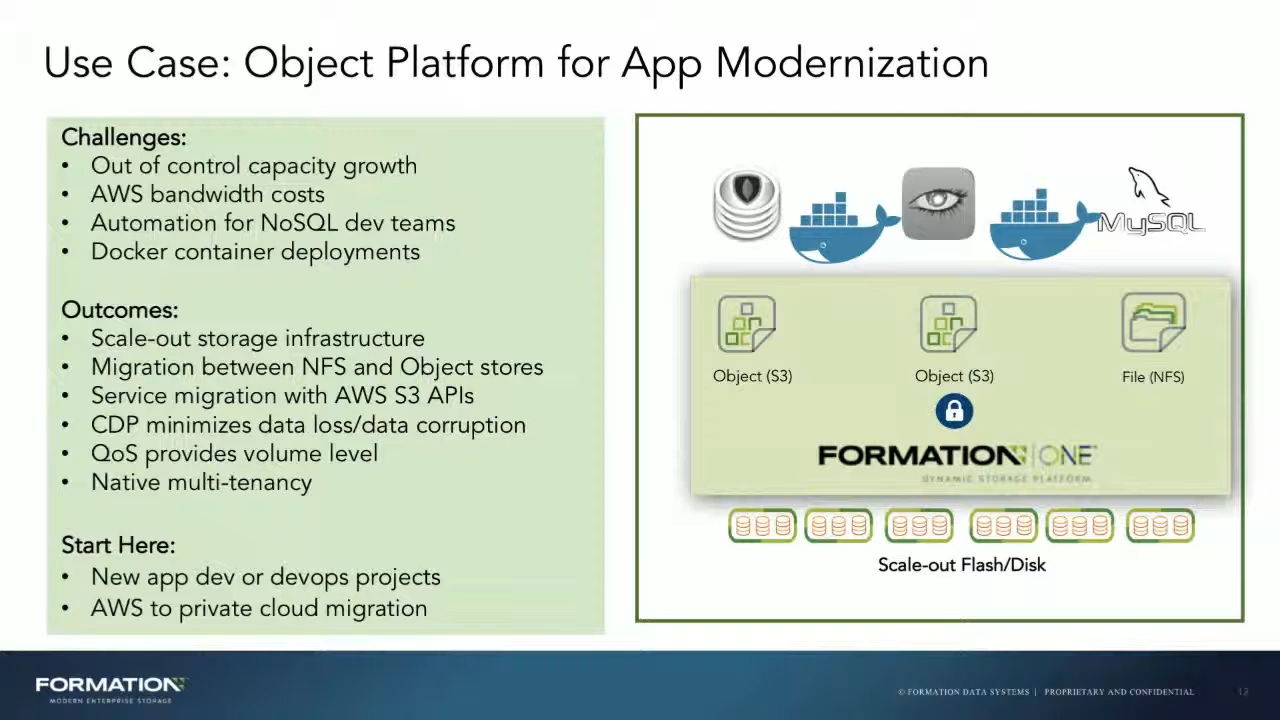 Use Case: Object Platform for App Modernization
Challenges:
• Out of control capacity growth
• AWS bandwidth costs
• Automation for NoSQL dev teams
• Docker container deployments
Outcomes:
• Scale-out storage infrastructure
• Migration between NFS and Object stores
• Service migration with AWS S3 APIs
• CDP minimizes data loss/data corruption
• QoS provides volume level
• Native multi-tenancy
Start Here:
• New app dev or devops projects
• AWS to private cloud migration
MySQL
Object (S3)
Object (S3)
File (NFS)
FORMATION ONE
DYNAMIC STORAGE PLATFORM
Scale-out Flash/Disk
FORMATION
MODERN ENTERPRISE STORAGE
© FORMATION DATA SYSTEMS | PROPRIETARY AND CONFIDENTIAL